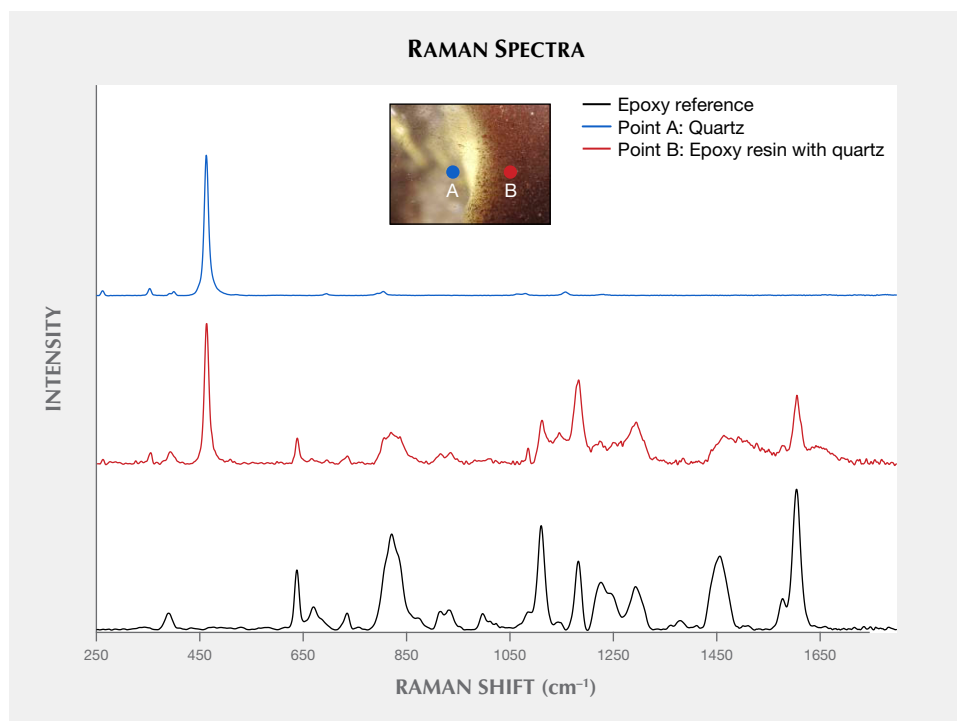 RAMAN SPECTRA
Epoxy reference
Point A: Quartz
Point B: Epoxy resin with quartz
A
B
INTENSITY
250 450 650 850 1050 1250 1450 1650
RAMAN SHIFT (cm⁻¹)